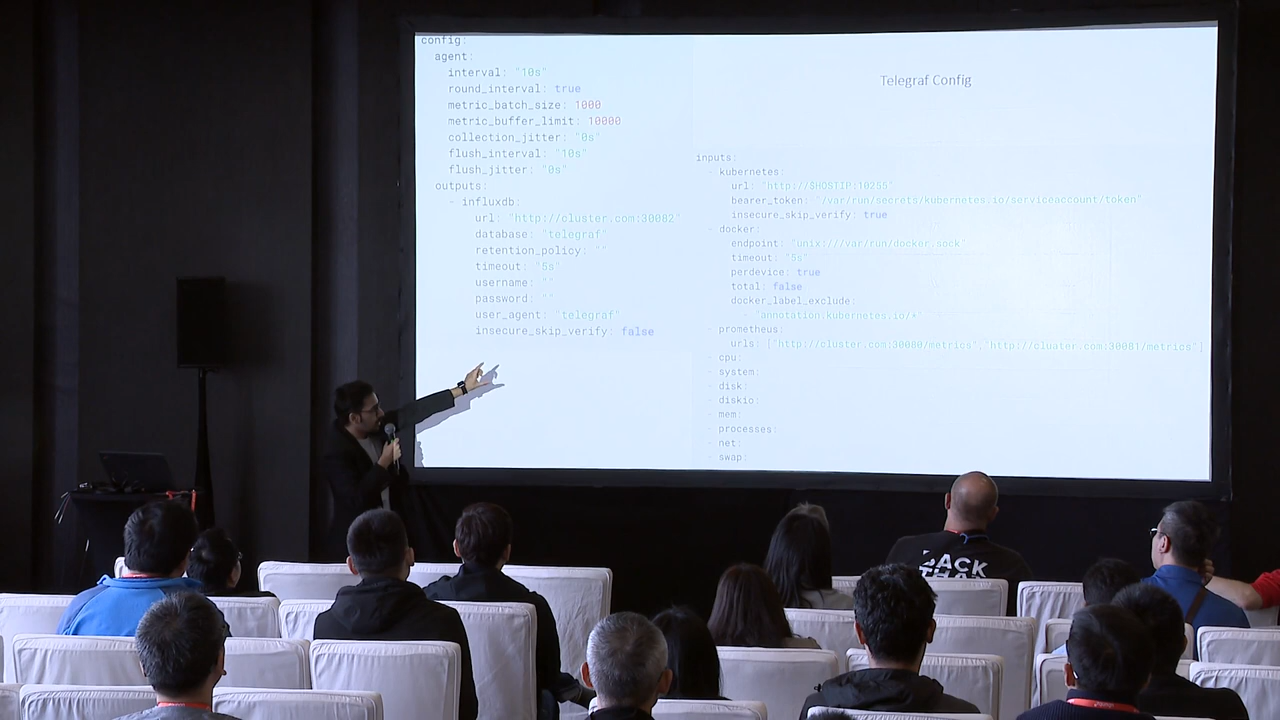 config:
agent:
interval: "10s"
round_interval: true
metric_batch_size: 1000
metric_buffer_limit: 10000
collection_jitter: "0s"
flush_interval: "10s"
flush_jitter: "0s"
outputs:
- influxdb:
url: "http://cluster.com:30082"
database: "telegraf"
retention_policy: ""
timeout: "5s"
username: ""
password: ""
user_agent: "telegraf"
insecure_skip_verify: false
Telegraf Config
inputs:
- kubernetes:
url: "http://$HOSTIP:10255"
bearer_token: "/var/run/secrets/kubernetes.io/serviceaccount/token"
insecure_skip_verify: true
- docker:
endpoint: "unix:///var/run/docker.sock"
timeout: "5s"
perdevice: true
total: false
docker_label_exclude:
- "annotation.kubernetes.io/*"
- prometheus:
urls: ["http://cluster.com:30080/metrics","http://cluater.com:30081/metrics"]
- cpu:
- system:
- disk:
- diskio:
- mem:
- processes:
- net:
- swap: